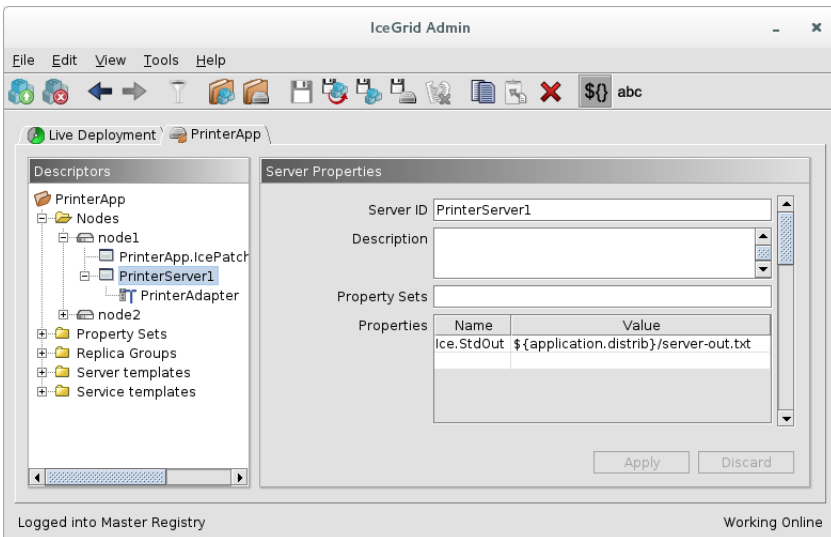 IceGrid Admin
File Edit View Tools Help
${} abc
Live Deployment PrinterApp
Descriptors
PrinterApp
Nodes
node1
PrinterApp.IcePatch
PrinterServer1
PrinterAdapter
node2
Property Sets
Replica Groups
Server templates
Service templates
Server Properties
Server ID PrinterServer1
Description
Property Sets
Properties Name Value
Ice.StdOut ${application.distrib}/server-out.txt
Apply Discard
Logged into Master Registry Working Online